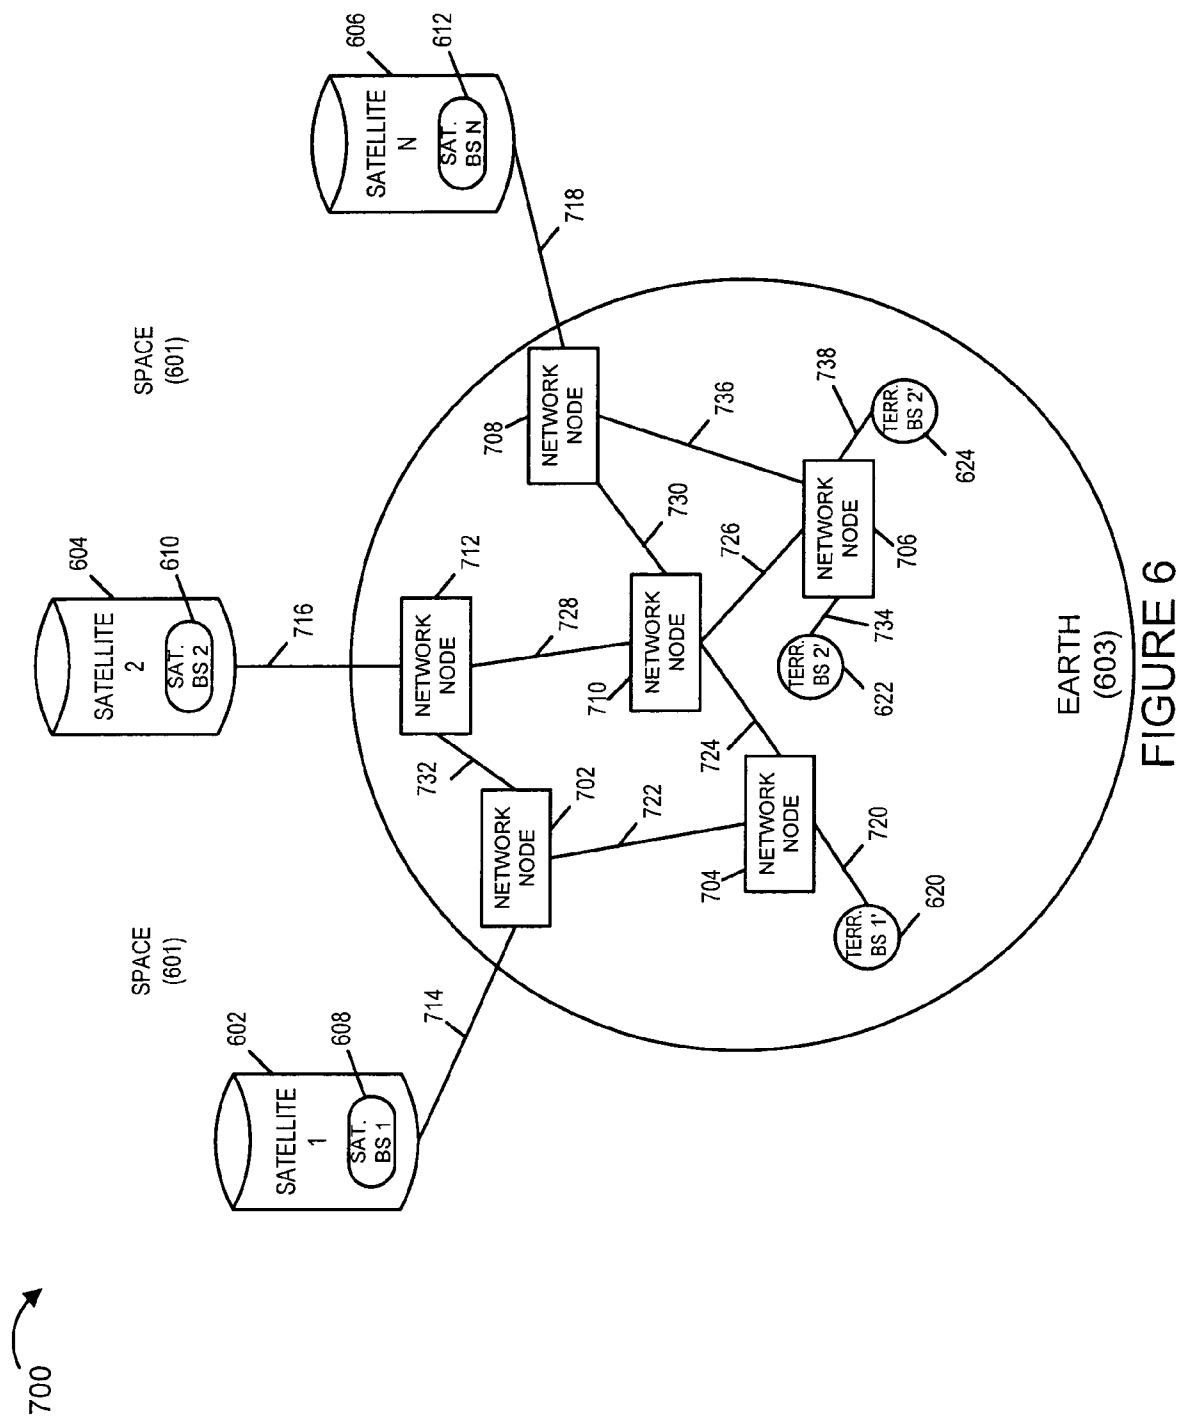 700
SPACE
(601)
SPACE
(601)
602
SATELLITE
1
608
SAT.
BS 1
604
SATELLITE
2
610
SAT.
BS 2
606
SATELLITE
N
612
SAT.
BS N
714
716
718
NETWORK
NODE
712
NETWORK
NODE
702
732
NETWORK
NODE
708
728
730
736
722
NETWORK
NODE
710
724
726
NETWORK
NODE
704
720
TERR.
BS 1'
620
NETWORK
NODE
706
734
TERR.
BS 2'
622
738
TERR.
BS 2'
624
EARTH
(603)
FIGURE 6